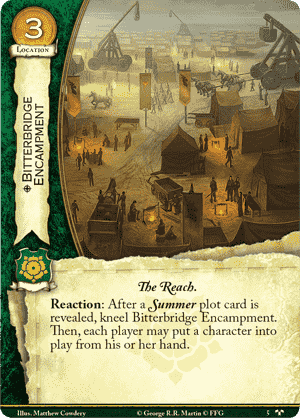 3
LOCATION
BITTERBRIDGE
ENCAMPMENT
The Reach.
Reaction: After a Summer plot card is
revealed, kneel Bitterbridge Encampment.
Then, each player may put a character into
play from his or her hand.
Illus. Matthew Cowdery
© George R.R. Martin © FFG
5